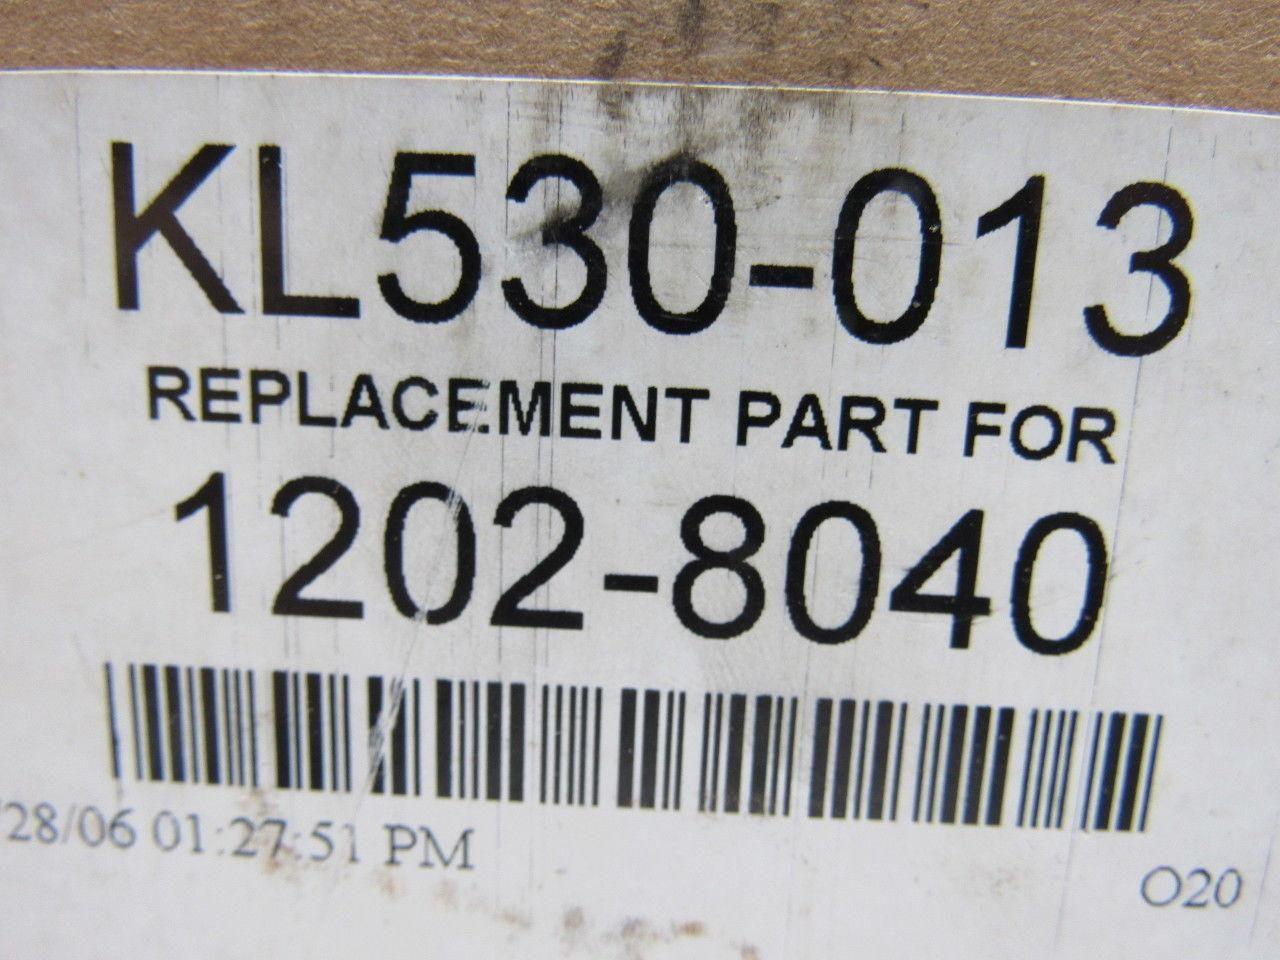 KL530-013
REPLACEMENT PART FOR
1202-8040
/28/06 01:27:51 PM
O20